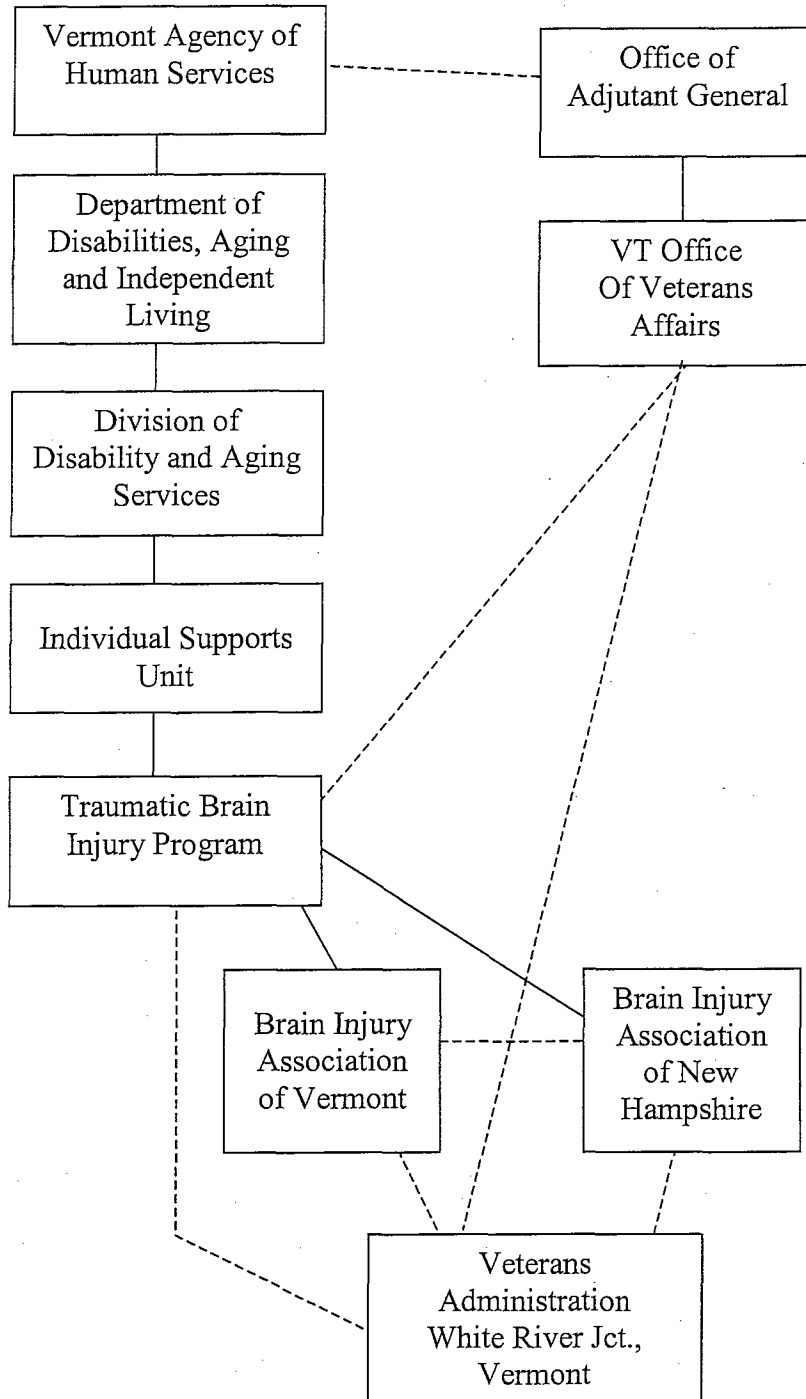 Vermont Agency of
Human Services
Office of
Adjutant General
Department of
Disabilities, Aging
and Independent
Living
VT Office
Of Veterans
Affairs
Division of
Disability and Aging
Services
Individual Supports
Unit
Traumatic Brain
Injury Program
Brain Injury
Association
of Vermont
Brain Injury
Association
of New
Hampshire
Veterans
Administration
White River Jct.,
Vermont